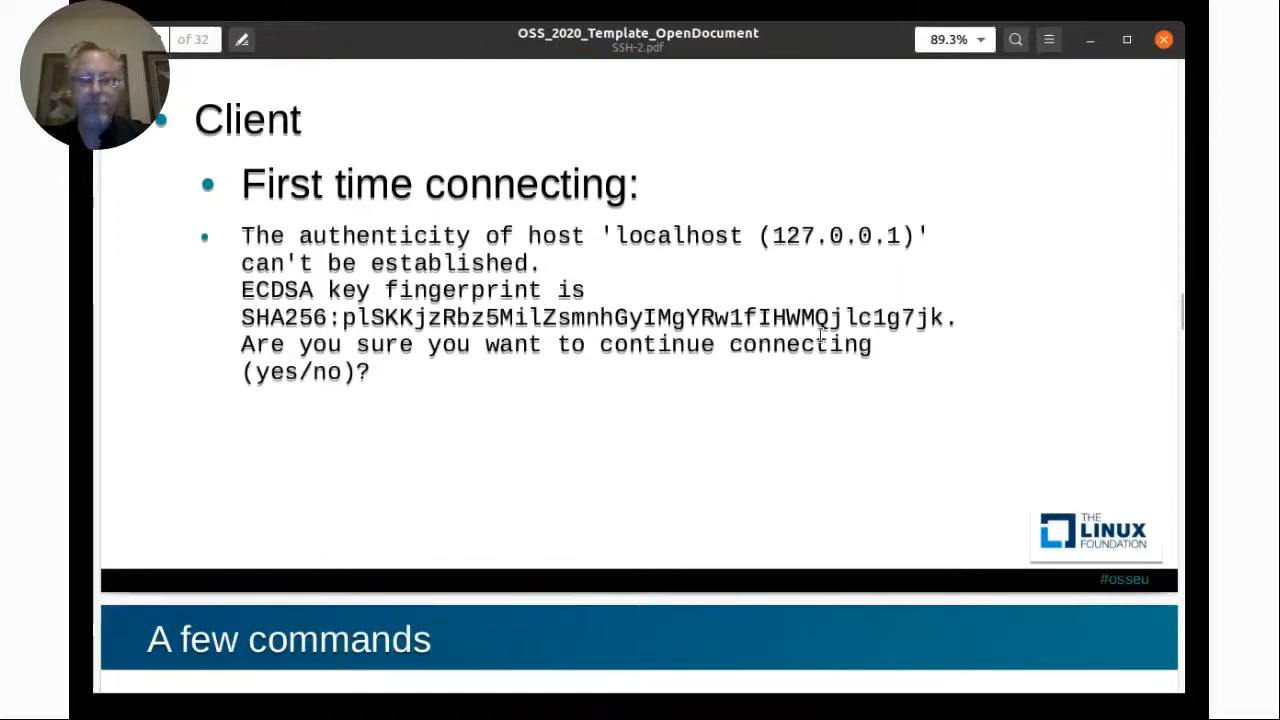 of 32
OSS_2020_Template_OpenDocument
SSH-2.pdf
89.3%
Client
First time connecting:
The authenticity of host 'localhost (127.0.0.1)'
can't be established.
ECDSA key fingerprint is
SHA256:plSKKjzRbz5MilZsmnhGyIMgYRw1fIHWMQjlc1g7jk.
Are you sure you want to continue connecting
(yes/no)?
THE
LINUX
FOUNDATION
#osseu
A few commands